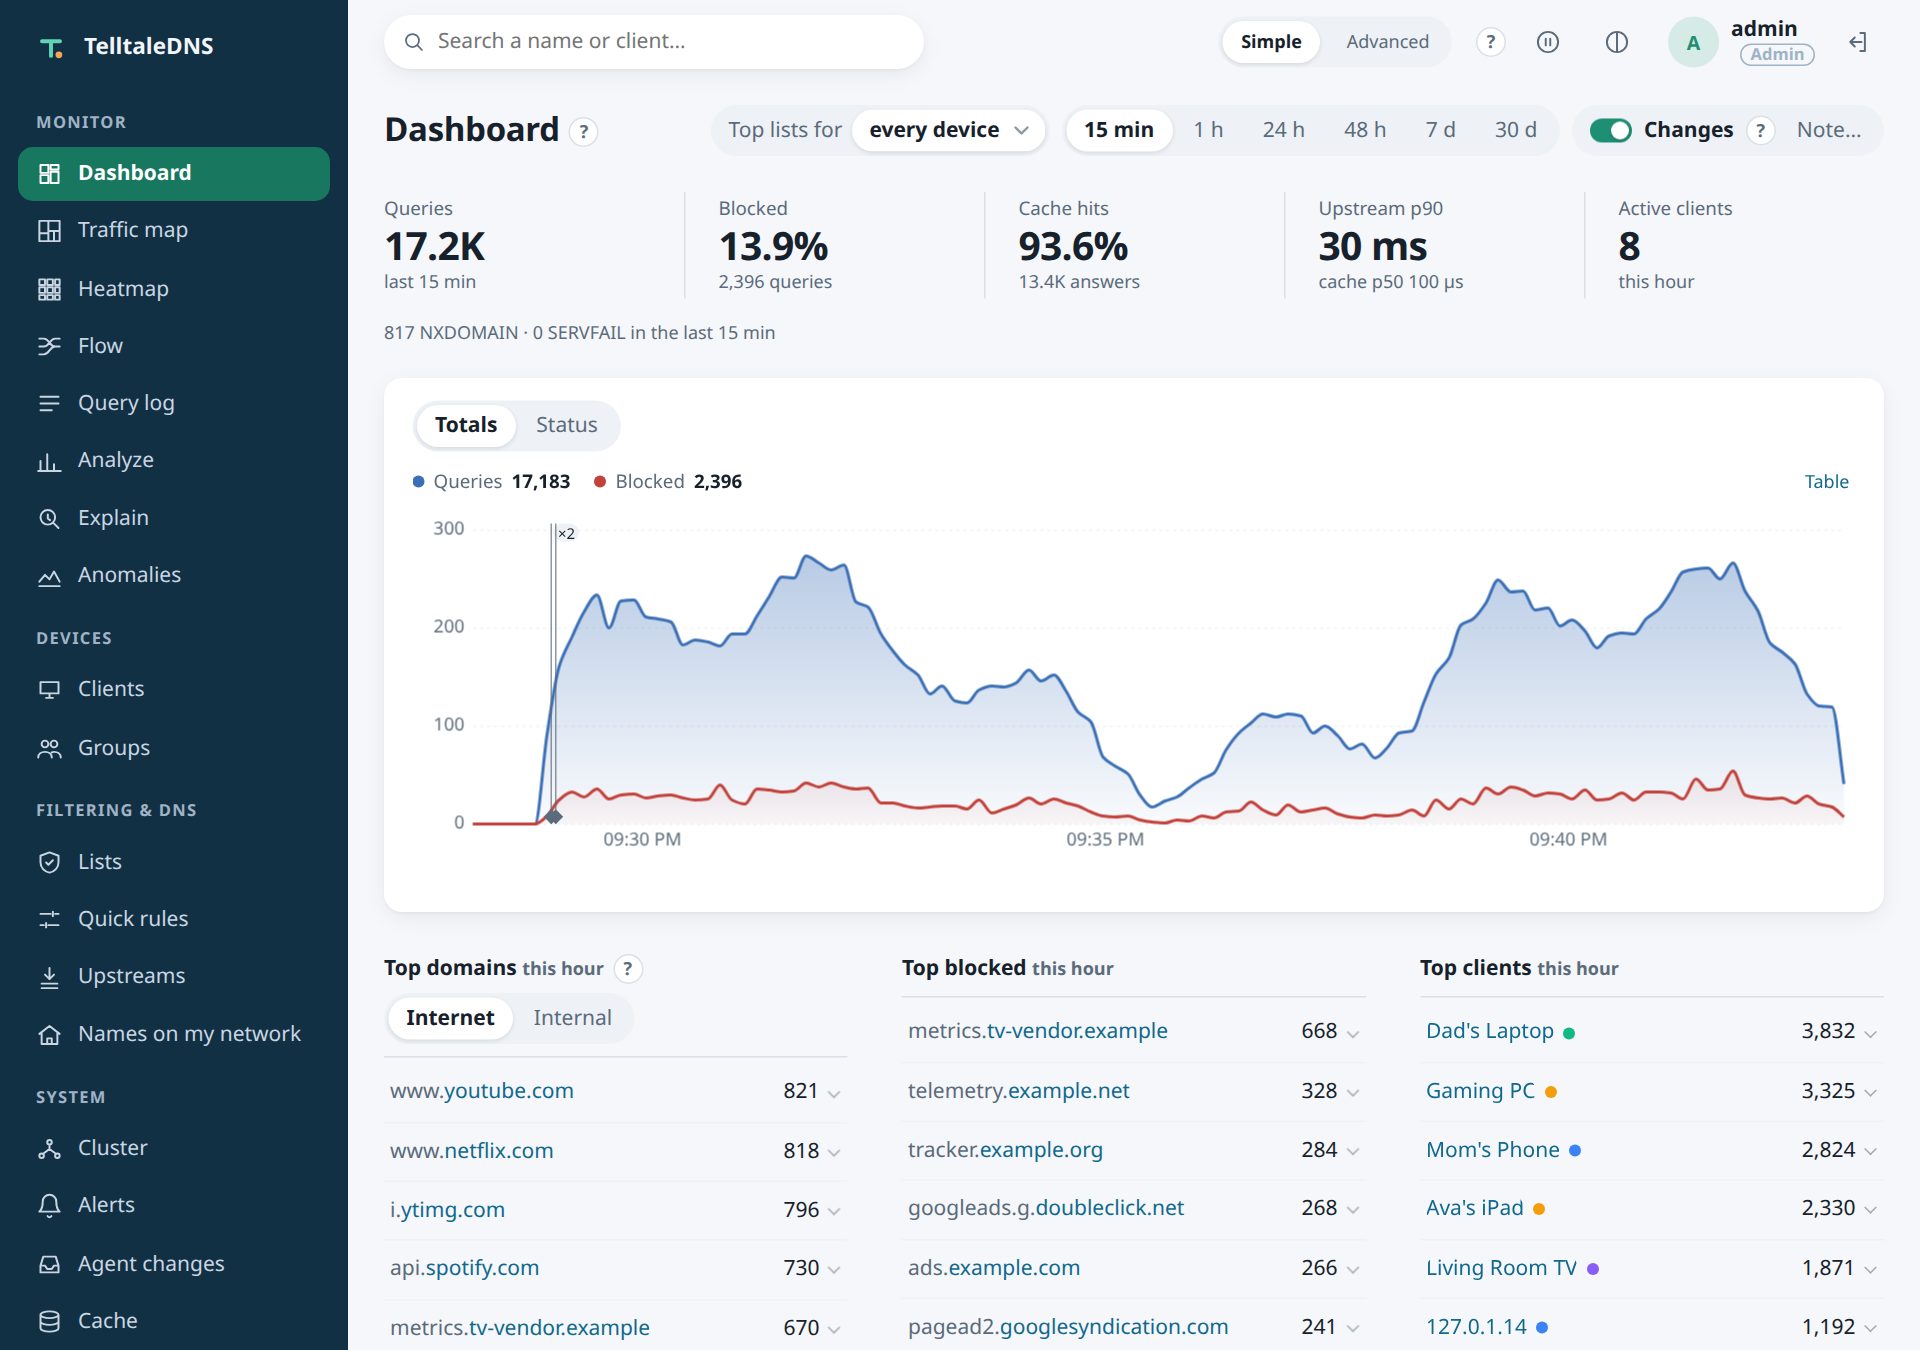 TelltaleDNS
MONITOR
Dashboard
Traffic map
Heatmap
Flow
Query log
Analyze
Explain
Anomalies
DEVICES
Clients
Groups
FILTERING & DNS
Lists
Quick rules
Upstreams
Names on my network
SYSTEM
Cluster
Alerts
Agent changes
Cache
Search a name or client...
Simple Advanced ? A admin Admin
Dashboard ? Top lists for every device 15 min 1 h 24 h 48 h 7 d 30 d Changes ? Note...
Queries
17.2K
last 15 min
Blocked
13.9%
2,396 queries
Cache hits
93.6%
13.4K answers
Upstream p90
30 ms
cache p50 100 µs
Active clients
8
this hour
817 NXDOMAIN · 0 SERVFAIL in the last 15 min
Totals Status
Queries 17,183 Blocked 2,396 Table
300
×2
200
100
0
09:30 PM 09:35 PM 09:40 PM
Top domains this hour ?
Internet Internal
www.youtube.com 821
www.netflix.com 818
i.ytimg.com 796
api.spotify.com 730
metrics.tv-vendor.example 670
Top blocked this hour
metrics.tv-vendor.example 668
telemetry.example.net 328
tracker.example.org 284
googleads.g.doubleclick.net 268
ads.example.com 266
pagead2.googlesyndication.com 241
Top clients this hour
Dad's Laptop 3,832
Gaming PC 3,325
Mom's Phone 2,824
Ava's iPad 2,330
Living Room TV 1,871
127.0.1.14 1,192